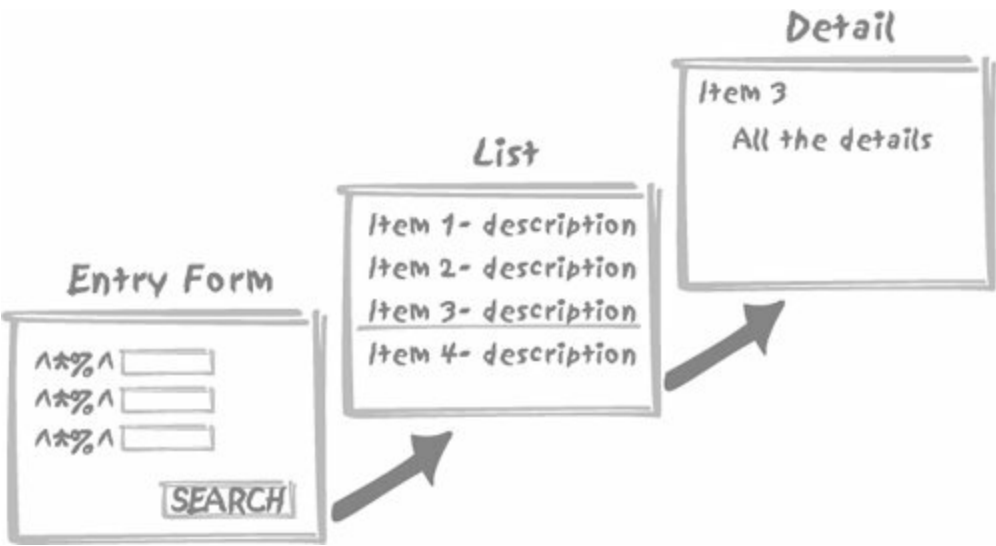 Detail
Item 3
All the details
List
Item 1- description
Item 2- description
Item 3- description
Item 4- description
Entry Form
^*%^
^*%^
^*%^
SEARCH